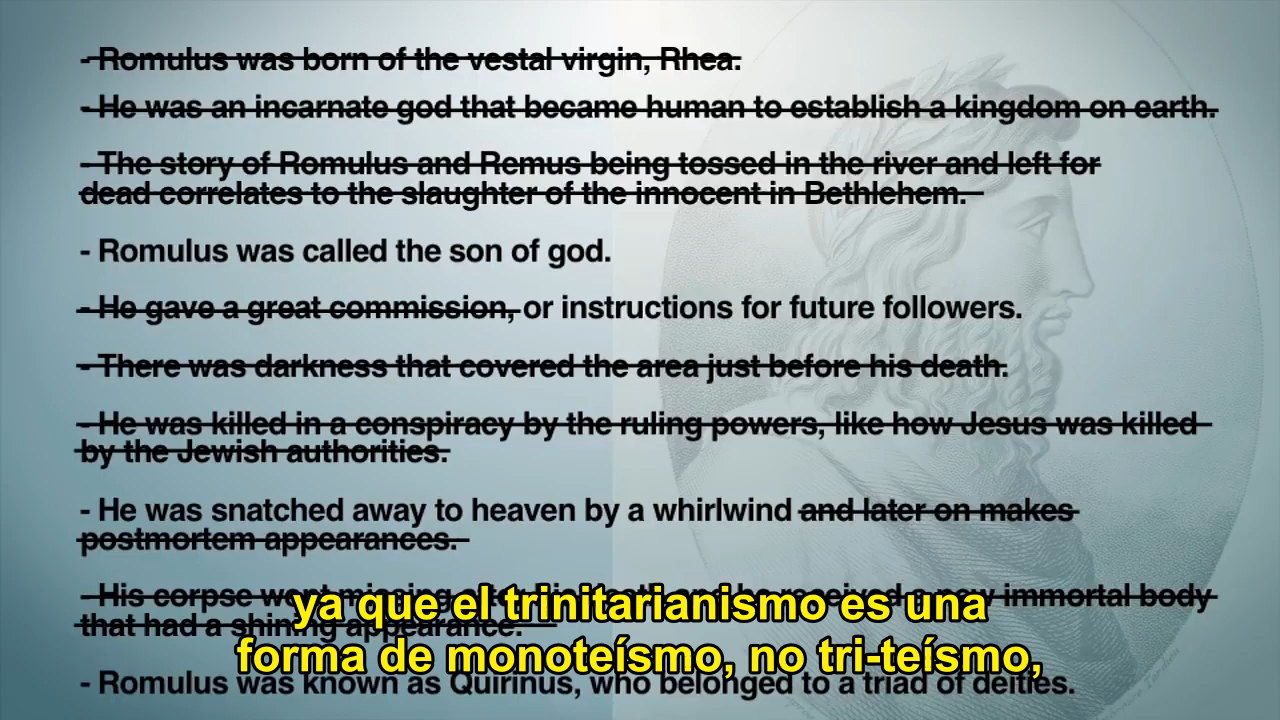 - Romulus was born of the vestal virgin, Rhea.
- He was an incarnate god that became human to establish a kingdom on earth.
- The story of Romulus and Remus being tossed in the river and left for
dead correlates to the slaughter of the innocent in Bethlehem.
- Romulus was called the son of god.
- He gave a great commission, or instructions for future followers.
- There was darkness that covered the area just before his death.
- He was killed in a conspiracy by the ruling powers, like how Jesus was killed
by the Jewish authorities.
- He was snatched away to heaven by a whirlwind and later on makes
postmortem appearances.
- His corpse went immortal body
that had a shining appearance.
ya que el trinitarianismo es una
forma de monoteísmo, no tri-teísmo,
- Romulus was known as Quirinus, who belonged to a triad of deities.